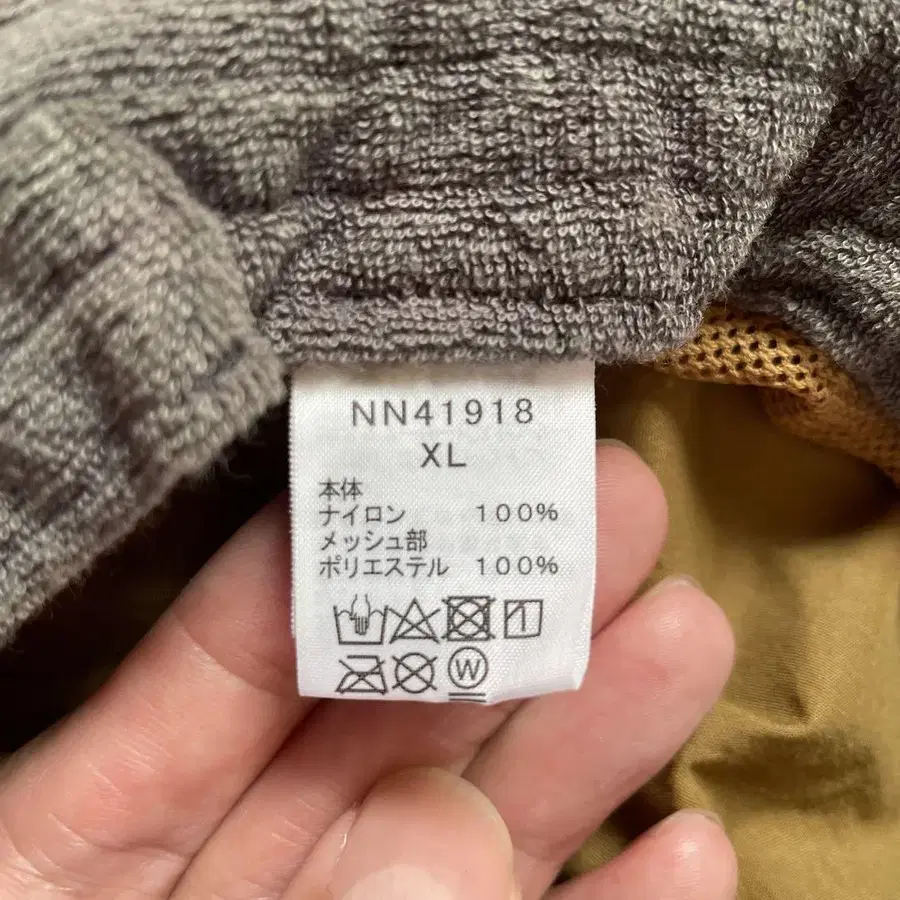 NN41918
XL
本体
ナイロン 100%
メッシュ部
ポリエステル 100%
W